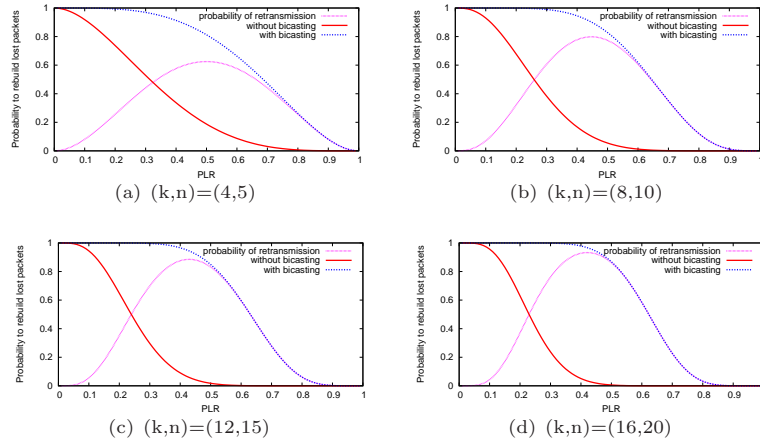 Probability to rebuild lost packets
1
0.8
0.6
0.4
0.2
0
probability of retransmission
without bicasting
with bicasting
0 0.1 0.2 0.3 0.4 0.5 0.6 0.7 0.8 0.9 1
PLR
(a) (k,n)=(4,5)
Probability to rebuild lost packets
1
0.8
0.6
0.4
0.2
0
probability of retransmission
without bicasting
with bicasting
0 0.1 0.2 0.3 0.4 0.5 0.6 0.7 0.8 0.9 1
PLR
(b) (k,n)=(8,10)
Probability to rebuild lost packets
1
0.8
0.6
0.4
0.2
0
probability of retransmission
without bicasting
with bicasting
0 0.1 0.2 0.3 0.4 0.5 0.6 0.7 0.8 0.9 1
PLR
(c) (k,n)=(12,15)
Probability to rebuild lost packets
1
0.8
0.6
0.4
0.2
0
probability of retransmission
without bicasting
with bicasting
0 0.1 0.2 0.3 0.4 0.5 0.6 0.7 0.8 0.9
PLR
(d) (k,n)=(16,20)